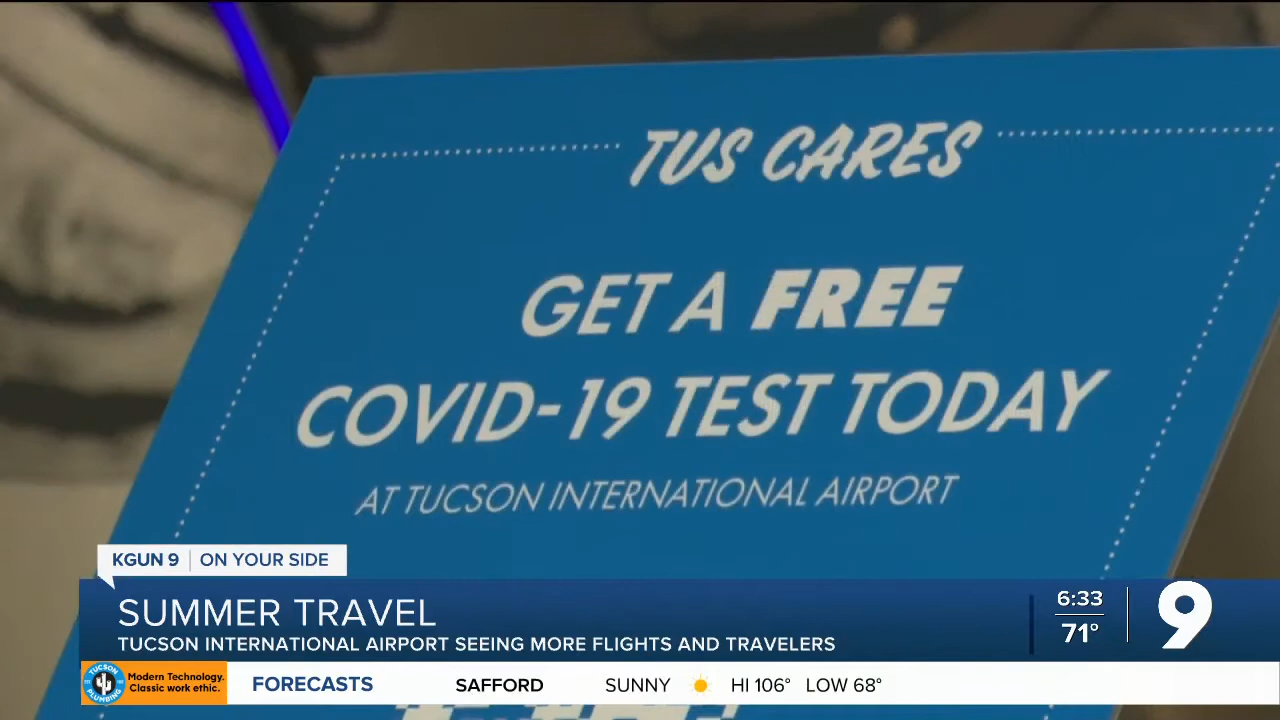 TUS CARES
GET A FREE
COVID-19 TEST TODAY
AT TUCSON INTERNATIONAL AIRPORT
KGUN 9 | ON YOUR SIDE
SUMMER TRAVEL
TUCSON INTERNATIONAL AIRPORT SEEING MORE FLIGHTS AND TRAVELERS
6:33
71°
9
TUCSON
PLUMBING
Modern Technology.
Classic work ethic.
FORECASTS SAFFORD SUNNY HI 106° LOW 68°